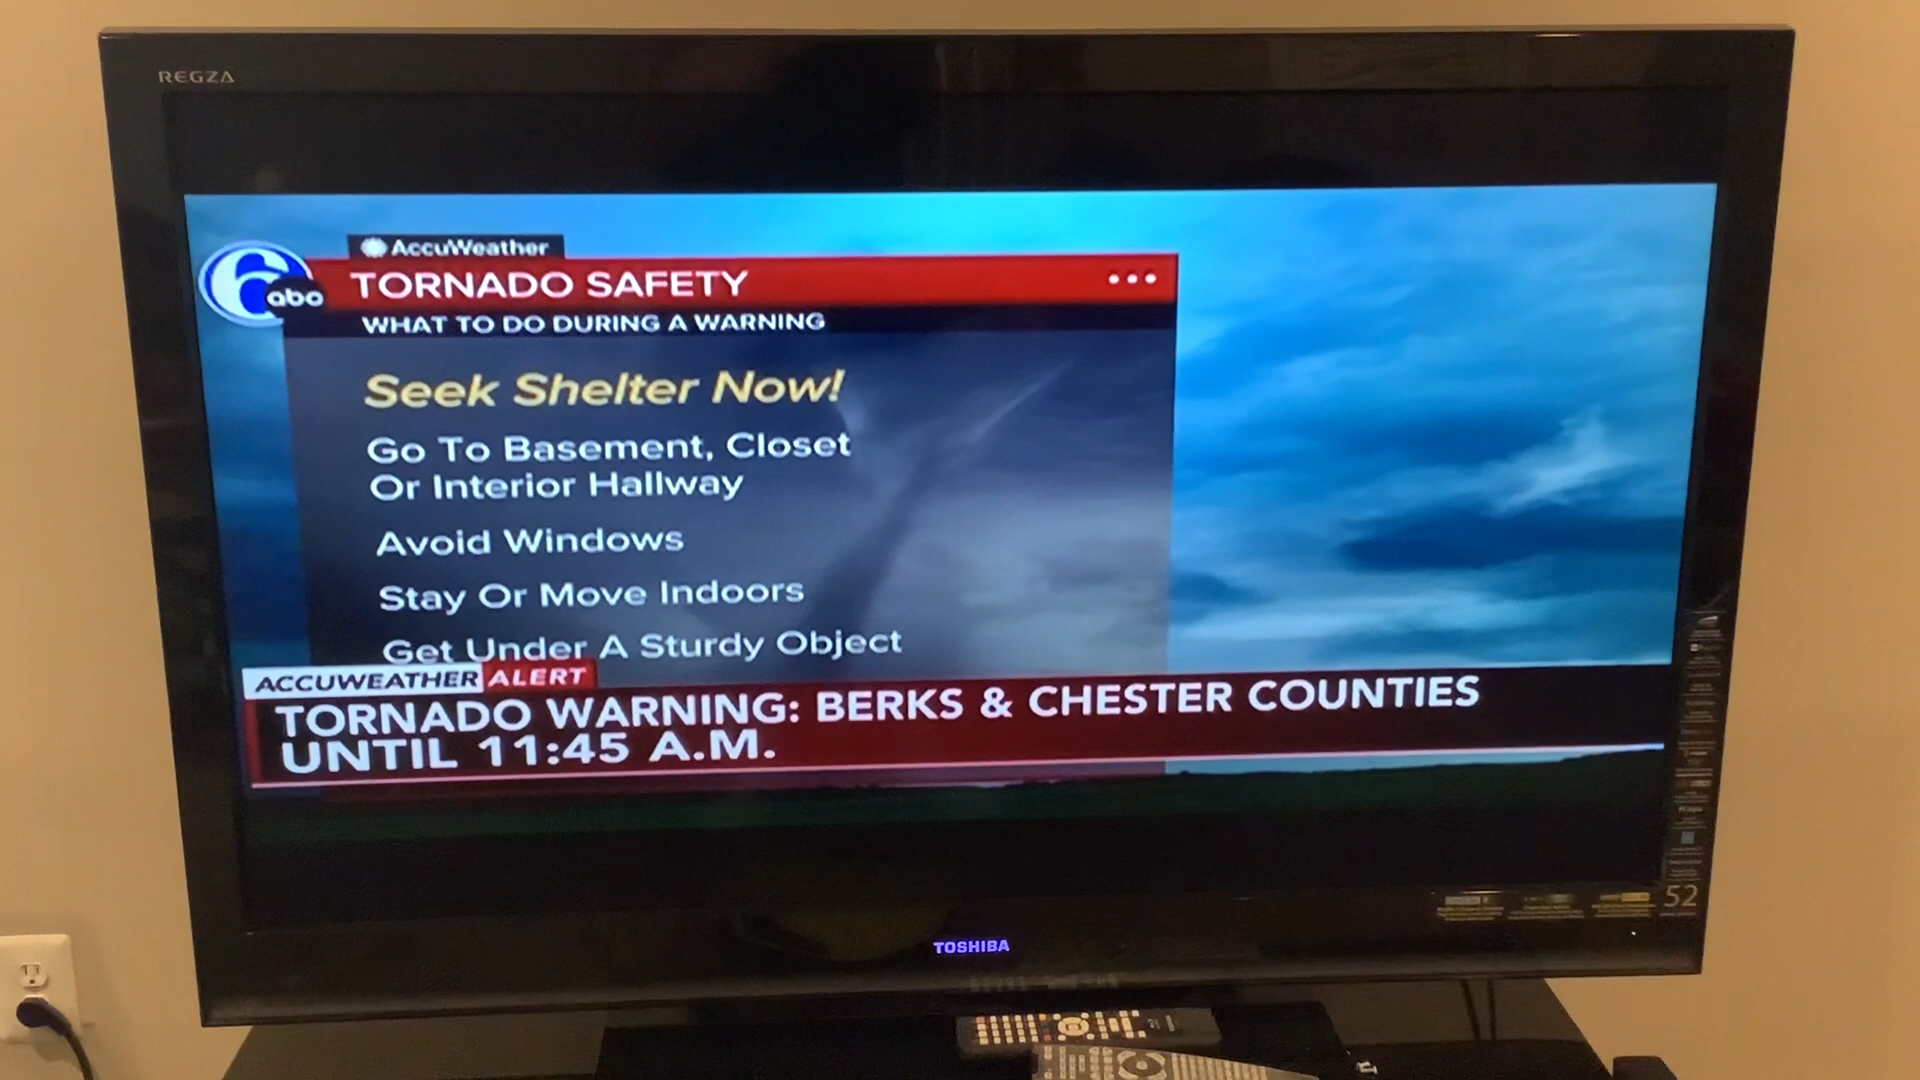 REGZA
AccuWeather
6abc
TORNADO SAFETY
WHAT TO DO DURING A WARNING
Seek Shelter Now!
Go To Basement, Closet
Or Interior Hallway
Avoid Windows
Stay Or Move Indoors
Get Under A Sturdy Object
ACCUWEATHER ALERT
TORNADO WARNING: BERKS & CHESTER COUNTIES
UNTIL 11:45 A.M.
52
TOSHIBA